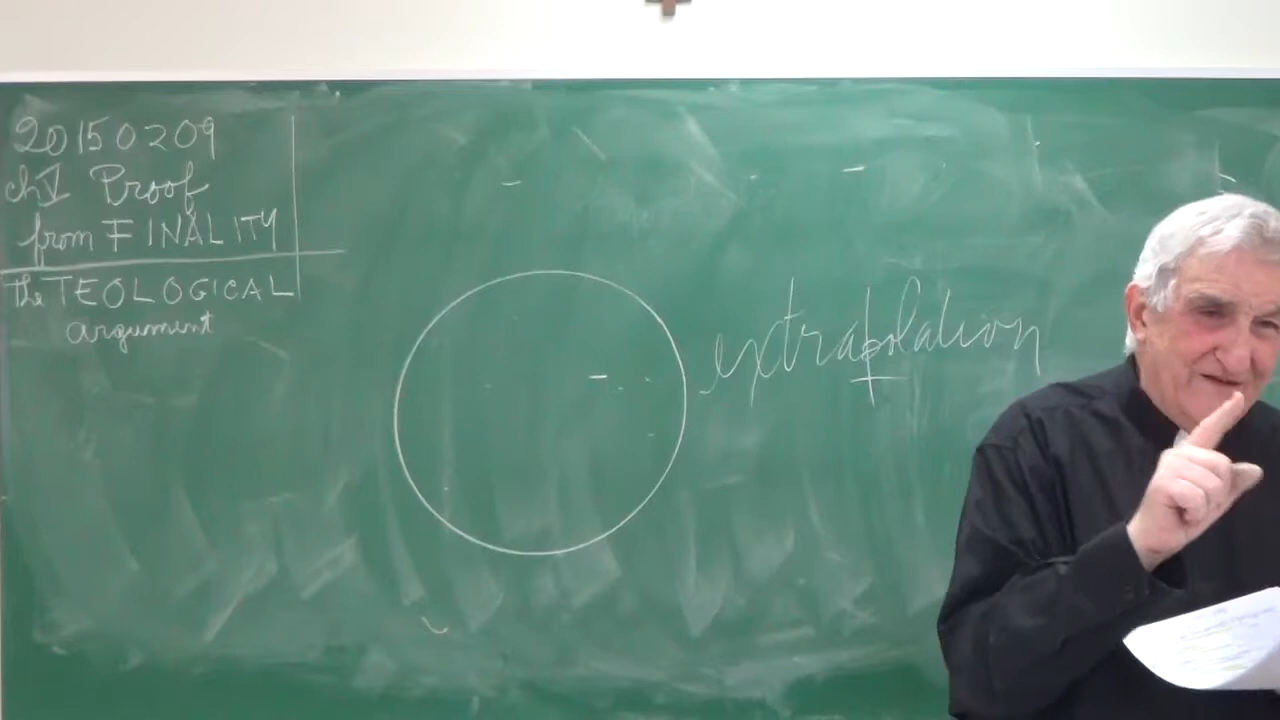 20150209
ch V Proof
from FINALITY
the TEOLOGICAL
argument
extrapolation